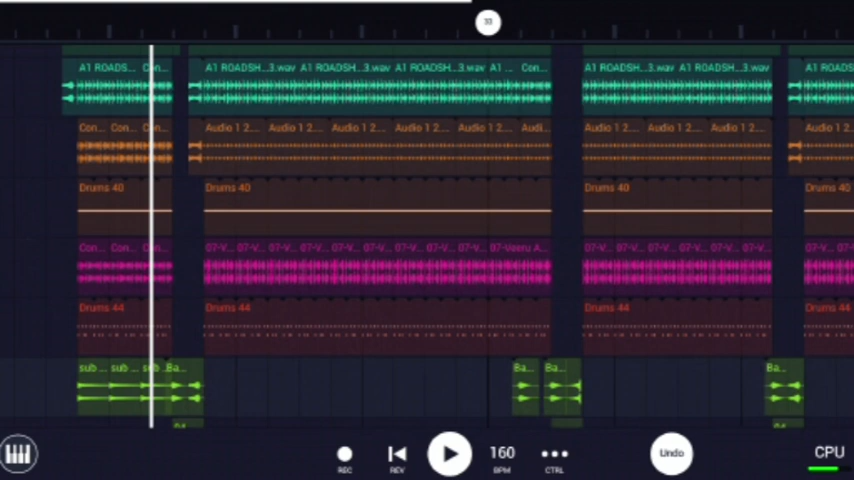 33
A1 ROADS... Con... A1 ROADSH...3.wav A1 ROADSH...3.wav A1 ROADSH...3.wav A1 ... Con... A1 ROADSH...3.wav A1 ROADSH...3.wav A1 ROADSH
Con... Con... Con... Audio 1 2... Audio 1 2... Audio 1 2... Audio 1 2... Audio 1 2... Audi... Audio 1 2... Audio 1 2... Audio 1 2... Audio 1 2
Drums 40 Drums 40 Drums 40 Drums 40
Con... Con... Con... 07-V... 07-V... 07-V... 07-V... 07-V... 07-V... 07-V... 07-V... 07-V... 07-Veeru A... 07-V... 07-V... 07-V... 07-V... 07-V... 07-V... 07-V... 07-V
Drums 44 Drums 44 Drums 44 Drums 44
sub ... sub ... sub ... Ba... Ba... Ba... Ba...
160 Undo CPU
REC REV BPM CTRL